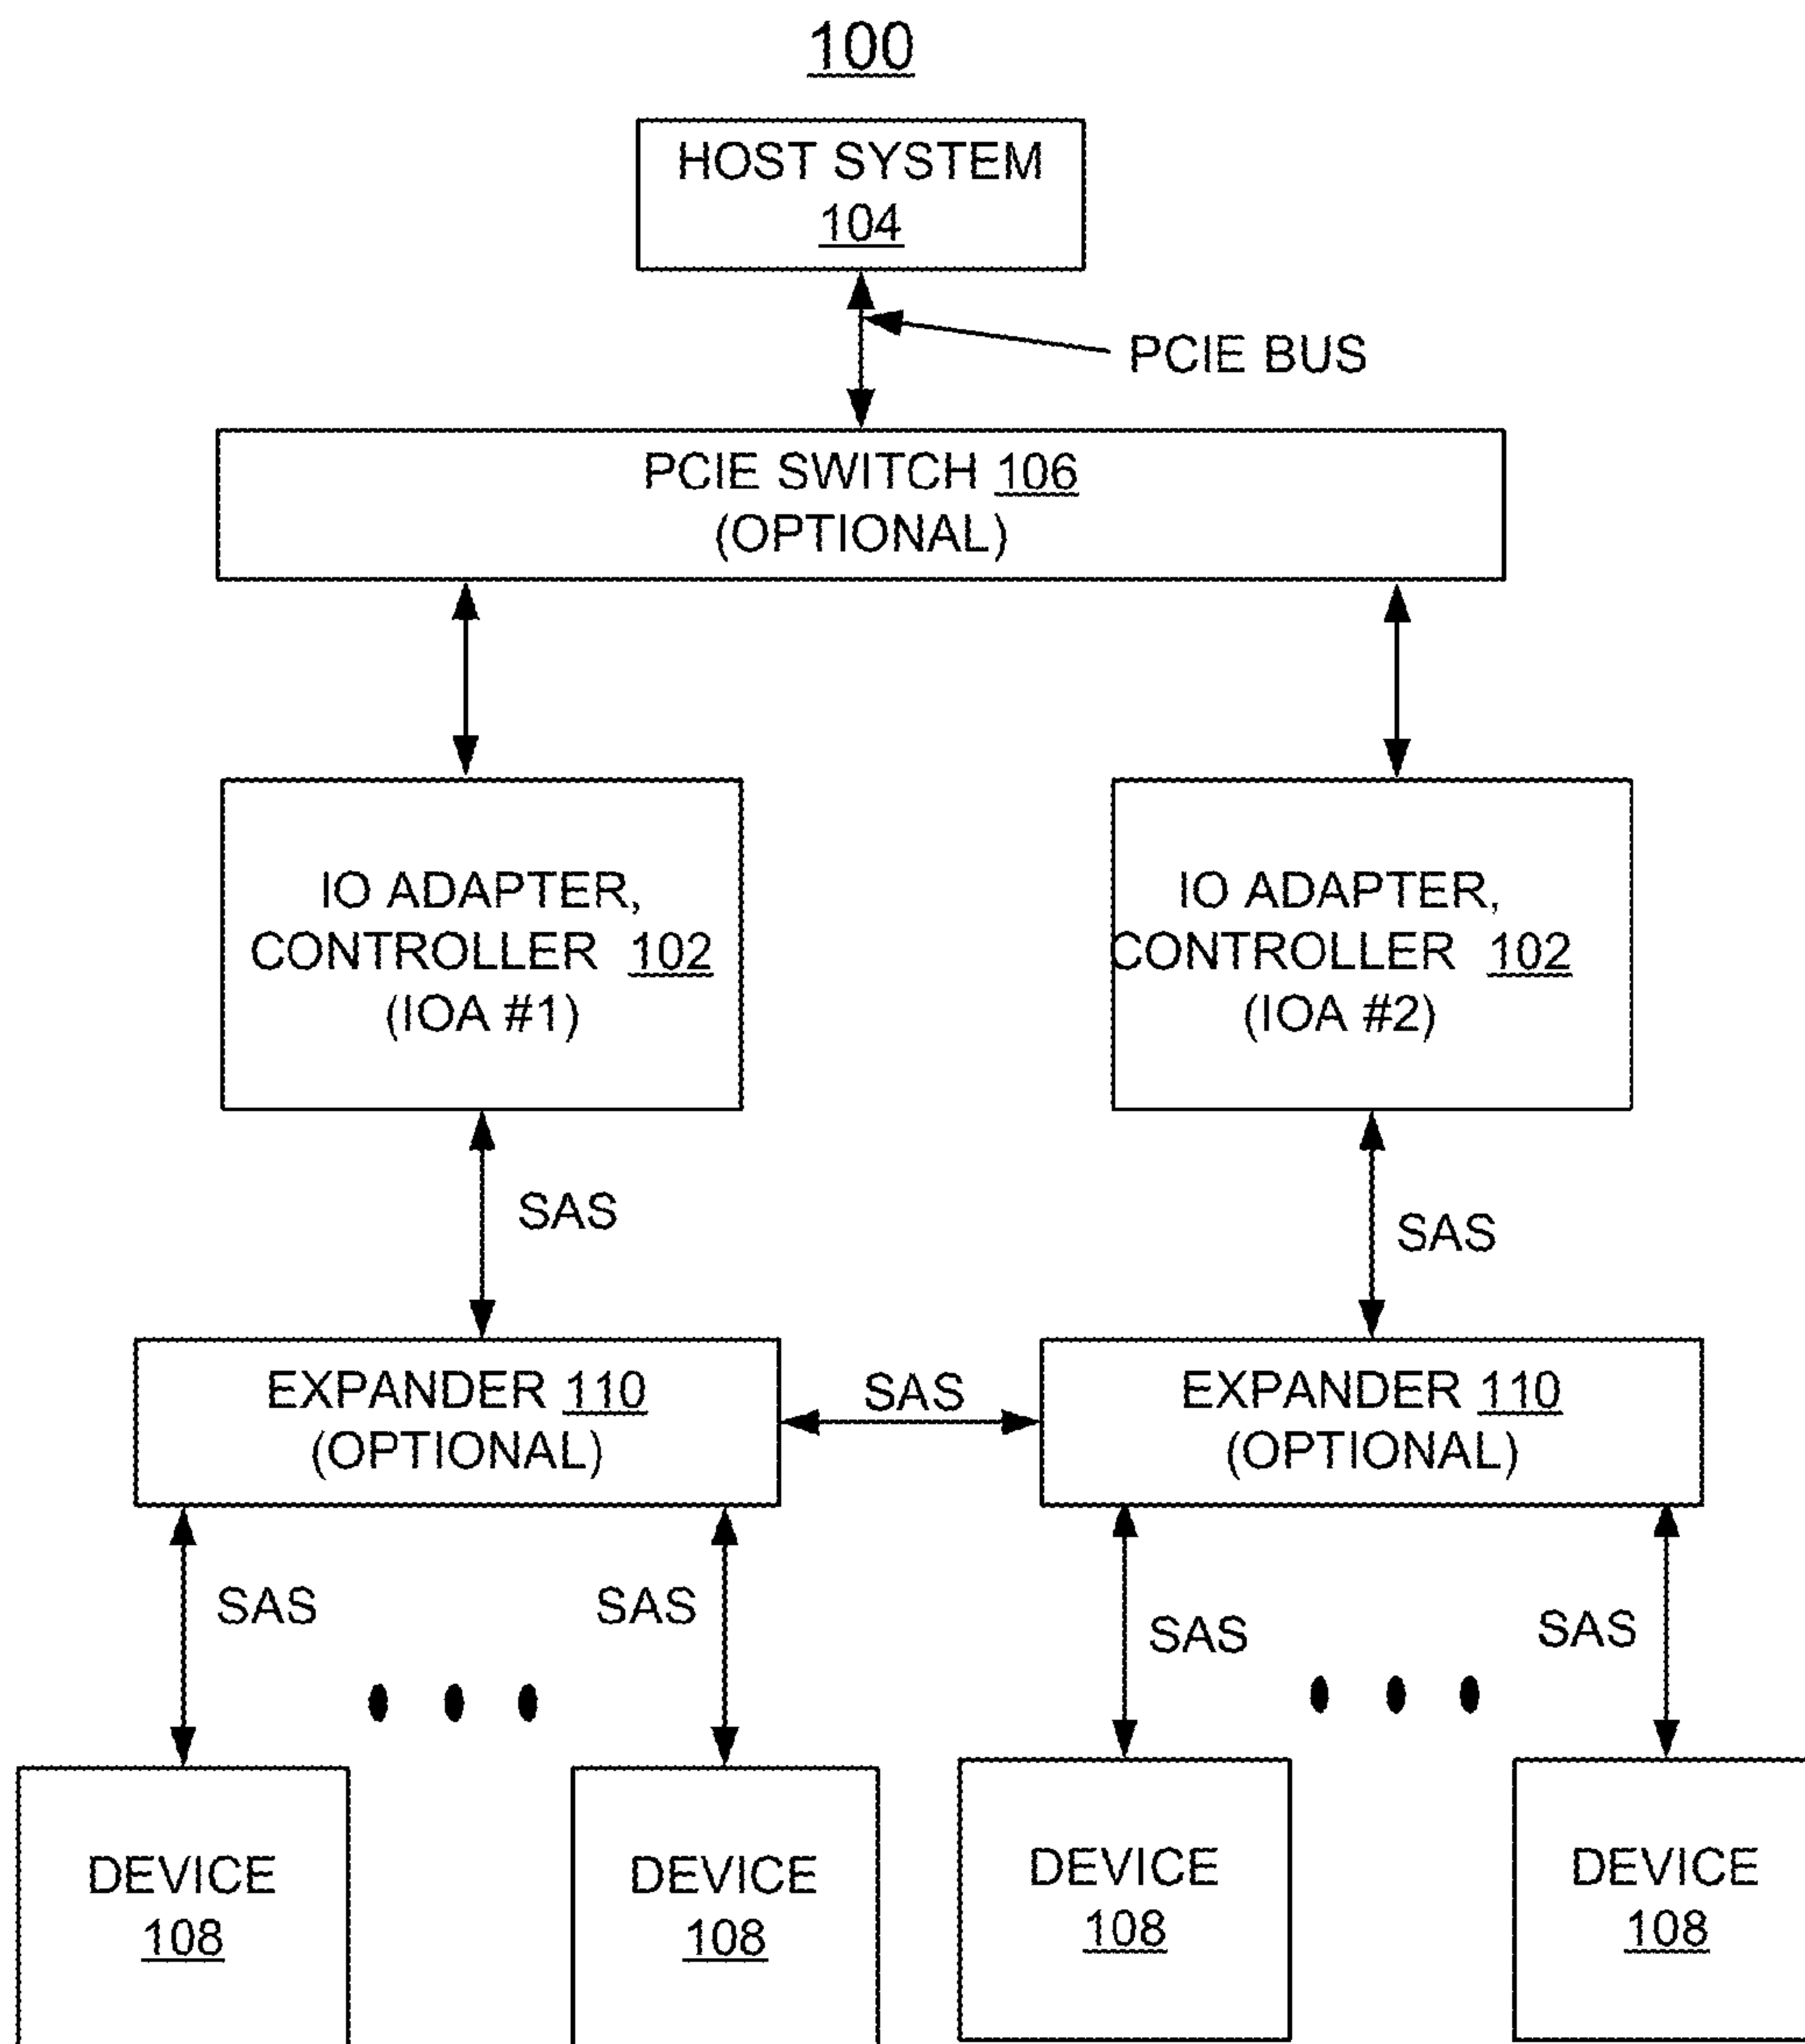 100
HOST SYSTEM
104
PCIE BUS
PCIE SWITCH 106
(OPTIONAL)
IO ADAPTER,
CONTROLLER 102
(IOA #1)
IO ADAPTER,
CONTROLLER 102
(IOA #2)
SAS
SAS
EXPANDER 110
(OPTIONAL)
SAS
EXPANDER 110
(OPTIONAL)
SAS
SAS
SAS
SAS
DEVICE
108
DEVICE
108
DEVICE
108
DEVICE
108